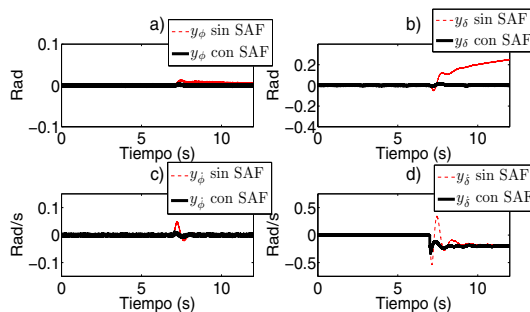 a)
y_ϕ sin SAF
y_ϕ con SAF
0.1
0
−0.1
Rad
0 5 10
Tiempo (s)
b)
y_δ sin SAF
y_δ con SAF
0.2
0
−0.2
−0.4
Rad
0 5 10
Tiempo (s)
c)
y_ϕ̇ sin SAF
y_ϕ̇ con SAF
0.1
0
−0.1
Rad/s
0 5 10
Tiempo (s)
d)
y_δ̇ sin SAF
y_δ̇ con SAF
0.5
0
−0.5
Rad/s
0 5 10
Tiempo (s)